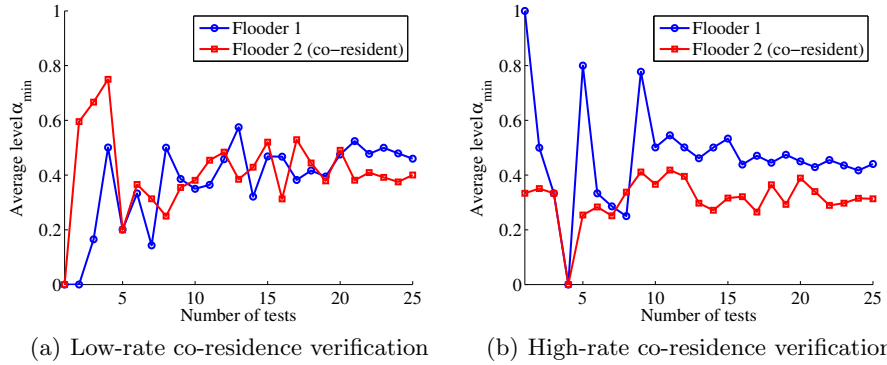 1
0.8
0.6
0.4
0.2
0
Average level α_min
Flooder 1
Flooder 2 (co-resident)
5 10 15 20 25
Number of tests
(a) Low-rate co-residence verification
1
0.8
0.6
0.4
0.2
0
Average level α_min
Flooder 1
Flooder 2 (co-resident)
5 10 15 20 25
Number of tests
(b) High-rate co-residence verification